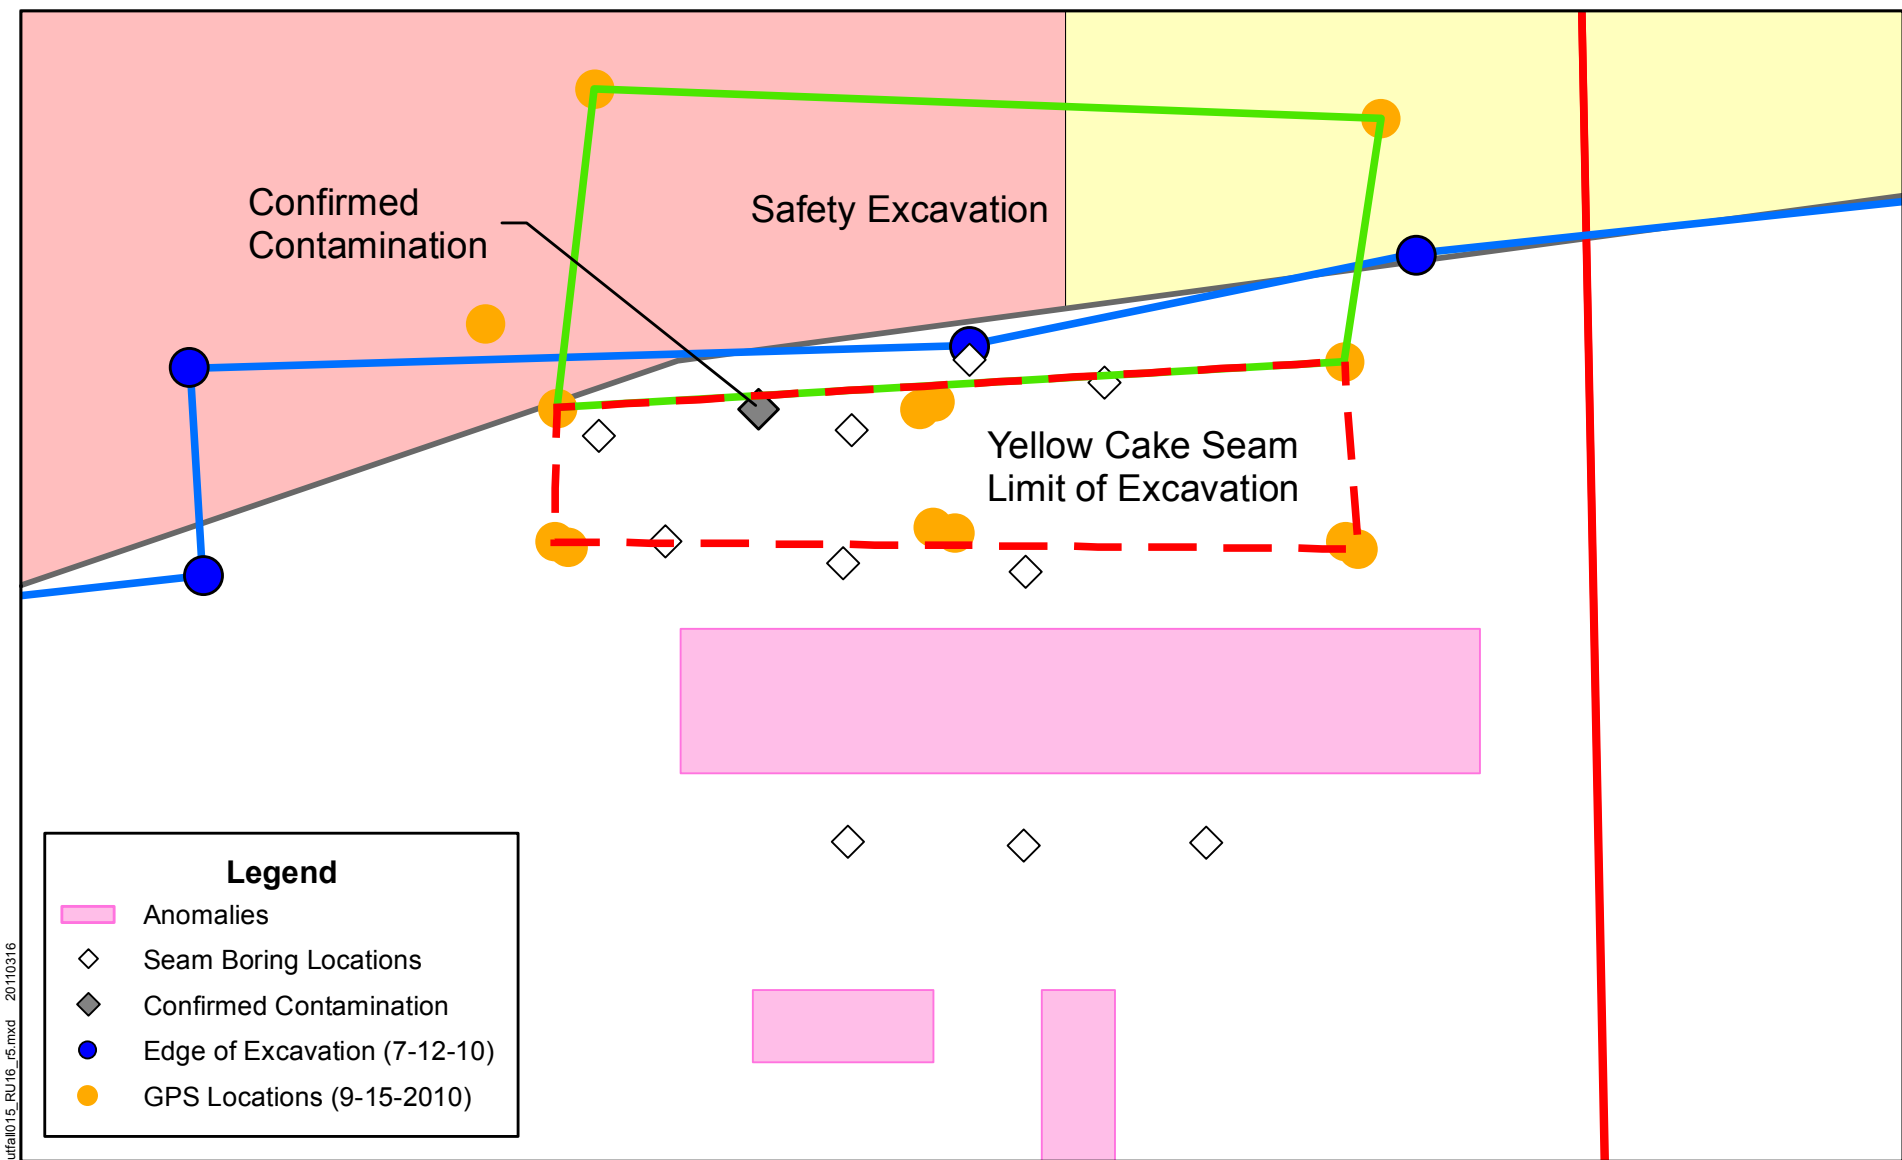 Confirmed
Contamination
Safety Excavation
Yellow Cake Seam
Limit of Excavation
Legend
Anomalies
Seam Boring Locations
Confirmed Contamination
Edge of Excavation (7-12-10)
GPS Locations (9-15-2010)
utfall015_RU16_r5.mxd 20110316